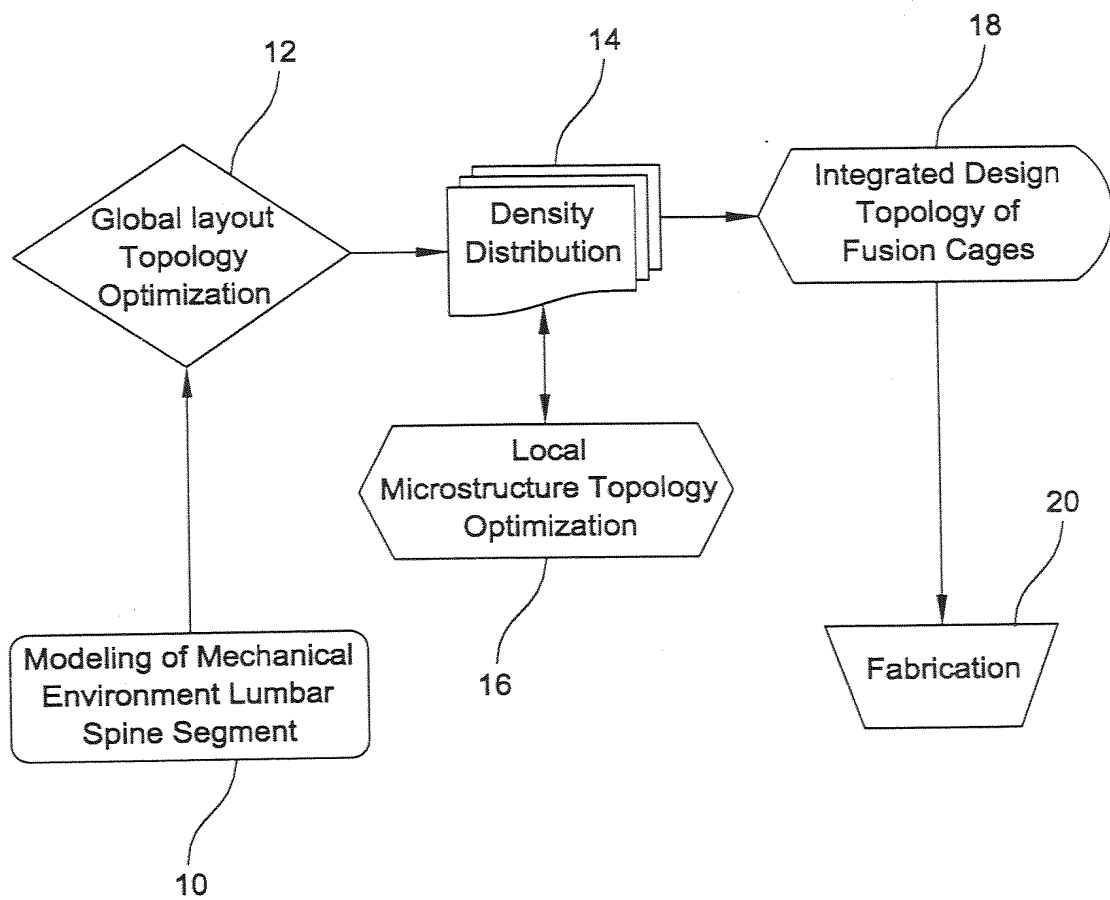 12
14
18
Global layout
Topology
Optimization
Density
Distribution
Integrated Design
Topology of
Fusion Cages
Local
Microstructure Topology
Optimization
16
20
Modeling of Mechanical
Environment Lumbar
Spine Segment
Fabrication
10